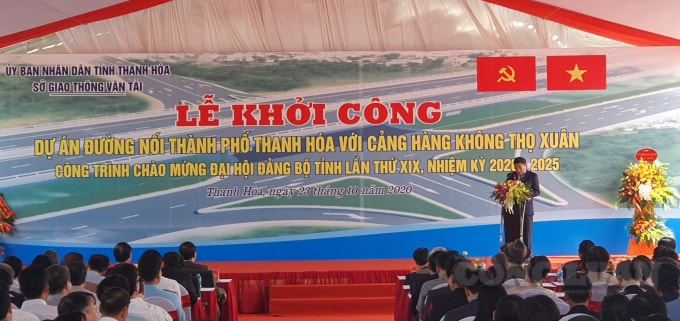 ỦY BAN NHÂN DÂN TỈNH THANH HÓA
SỞ GIAO THÔNG VẬN TẢI
LỄ KHỞI CÔNG
DỰ ÁN ĐƯỜNG NỐI THÀNH PHỐ THANH HÓA VỚI CẢNG HÀNG KHÔNG THỌ XUÂN
CÔNG TRÌNH CHÀO MỪNG ĐẠI HỘI ĐẢNG BỘ TỈNH LẦN THỨ XIX, NHIỆM KỲ 2020-2025
Thanh Hóa, ngày 23 tháng 10 năm 2020